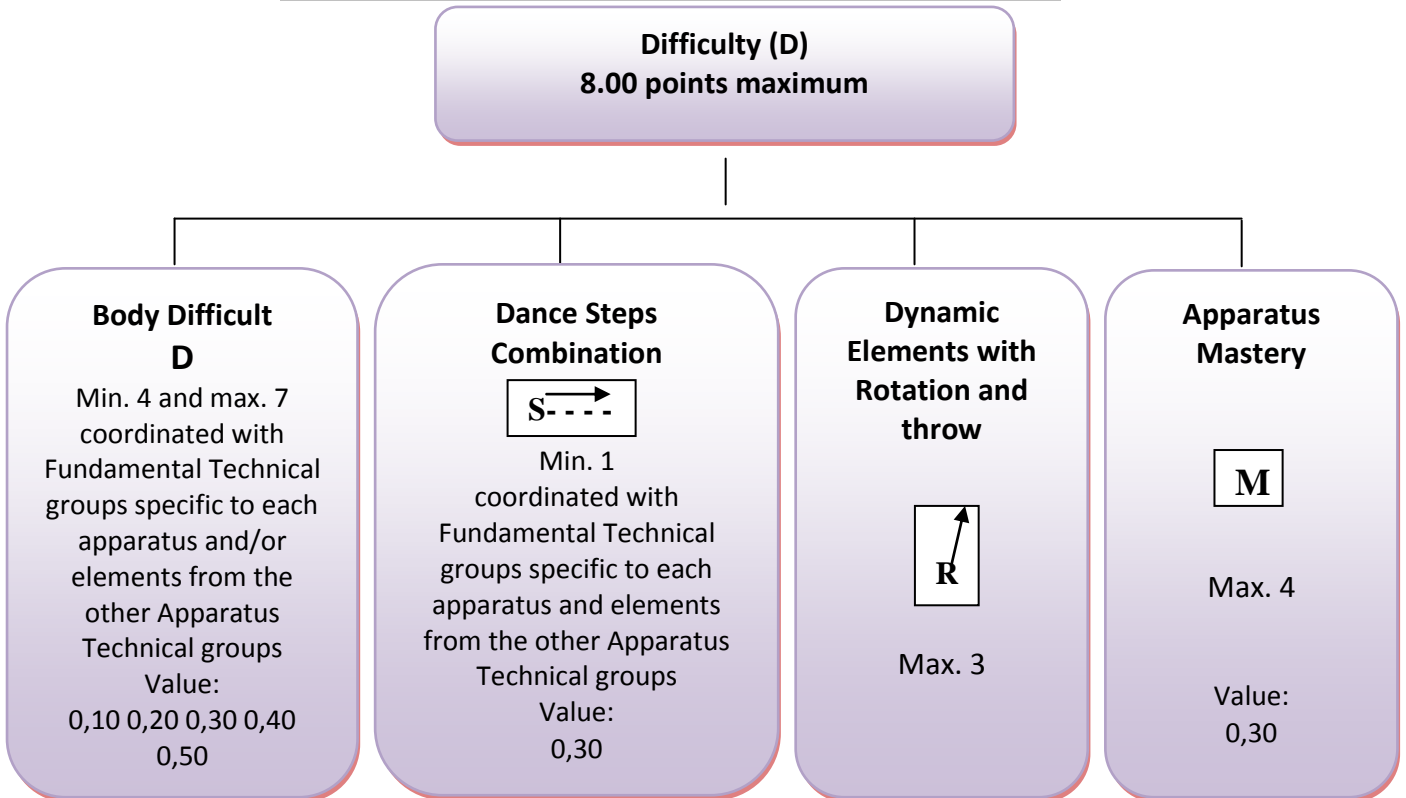 Difficulty (D)
8.00 points maximum
Body Difficult
D
Min. 4 and max. 7
coordinated with
Fundamental Technical
groups specific to each
apparatus and/or
elements from the
other Apparatus
Technical groups
Value:
0,10 0,20 0,30 0,40
0,50
Dance Steps
Combination
S- - - -
Min. 1
coordinated with
Fundamental Technical
groups specific to each
apparatus and elements
from the other Apparatus
Technical groups
Value:
0,30
Dynamic
Elements with
Rotation and
throw
R
Max. 3
Apparatus
Mastery
M
Max. 4
Value:
0,30